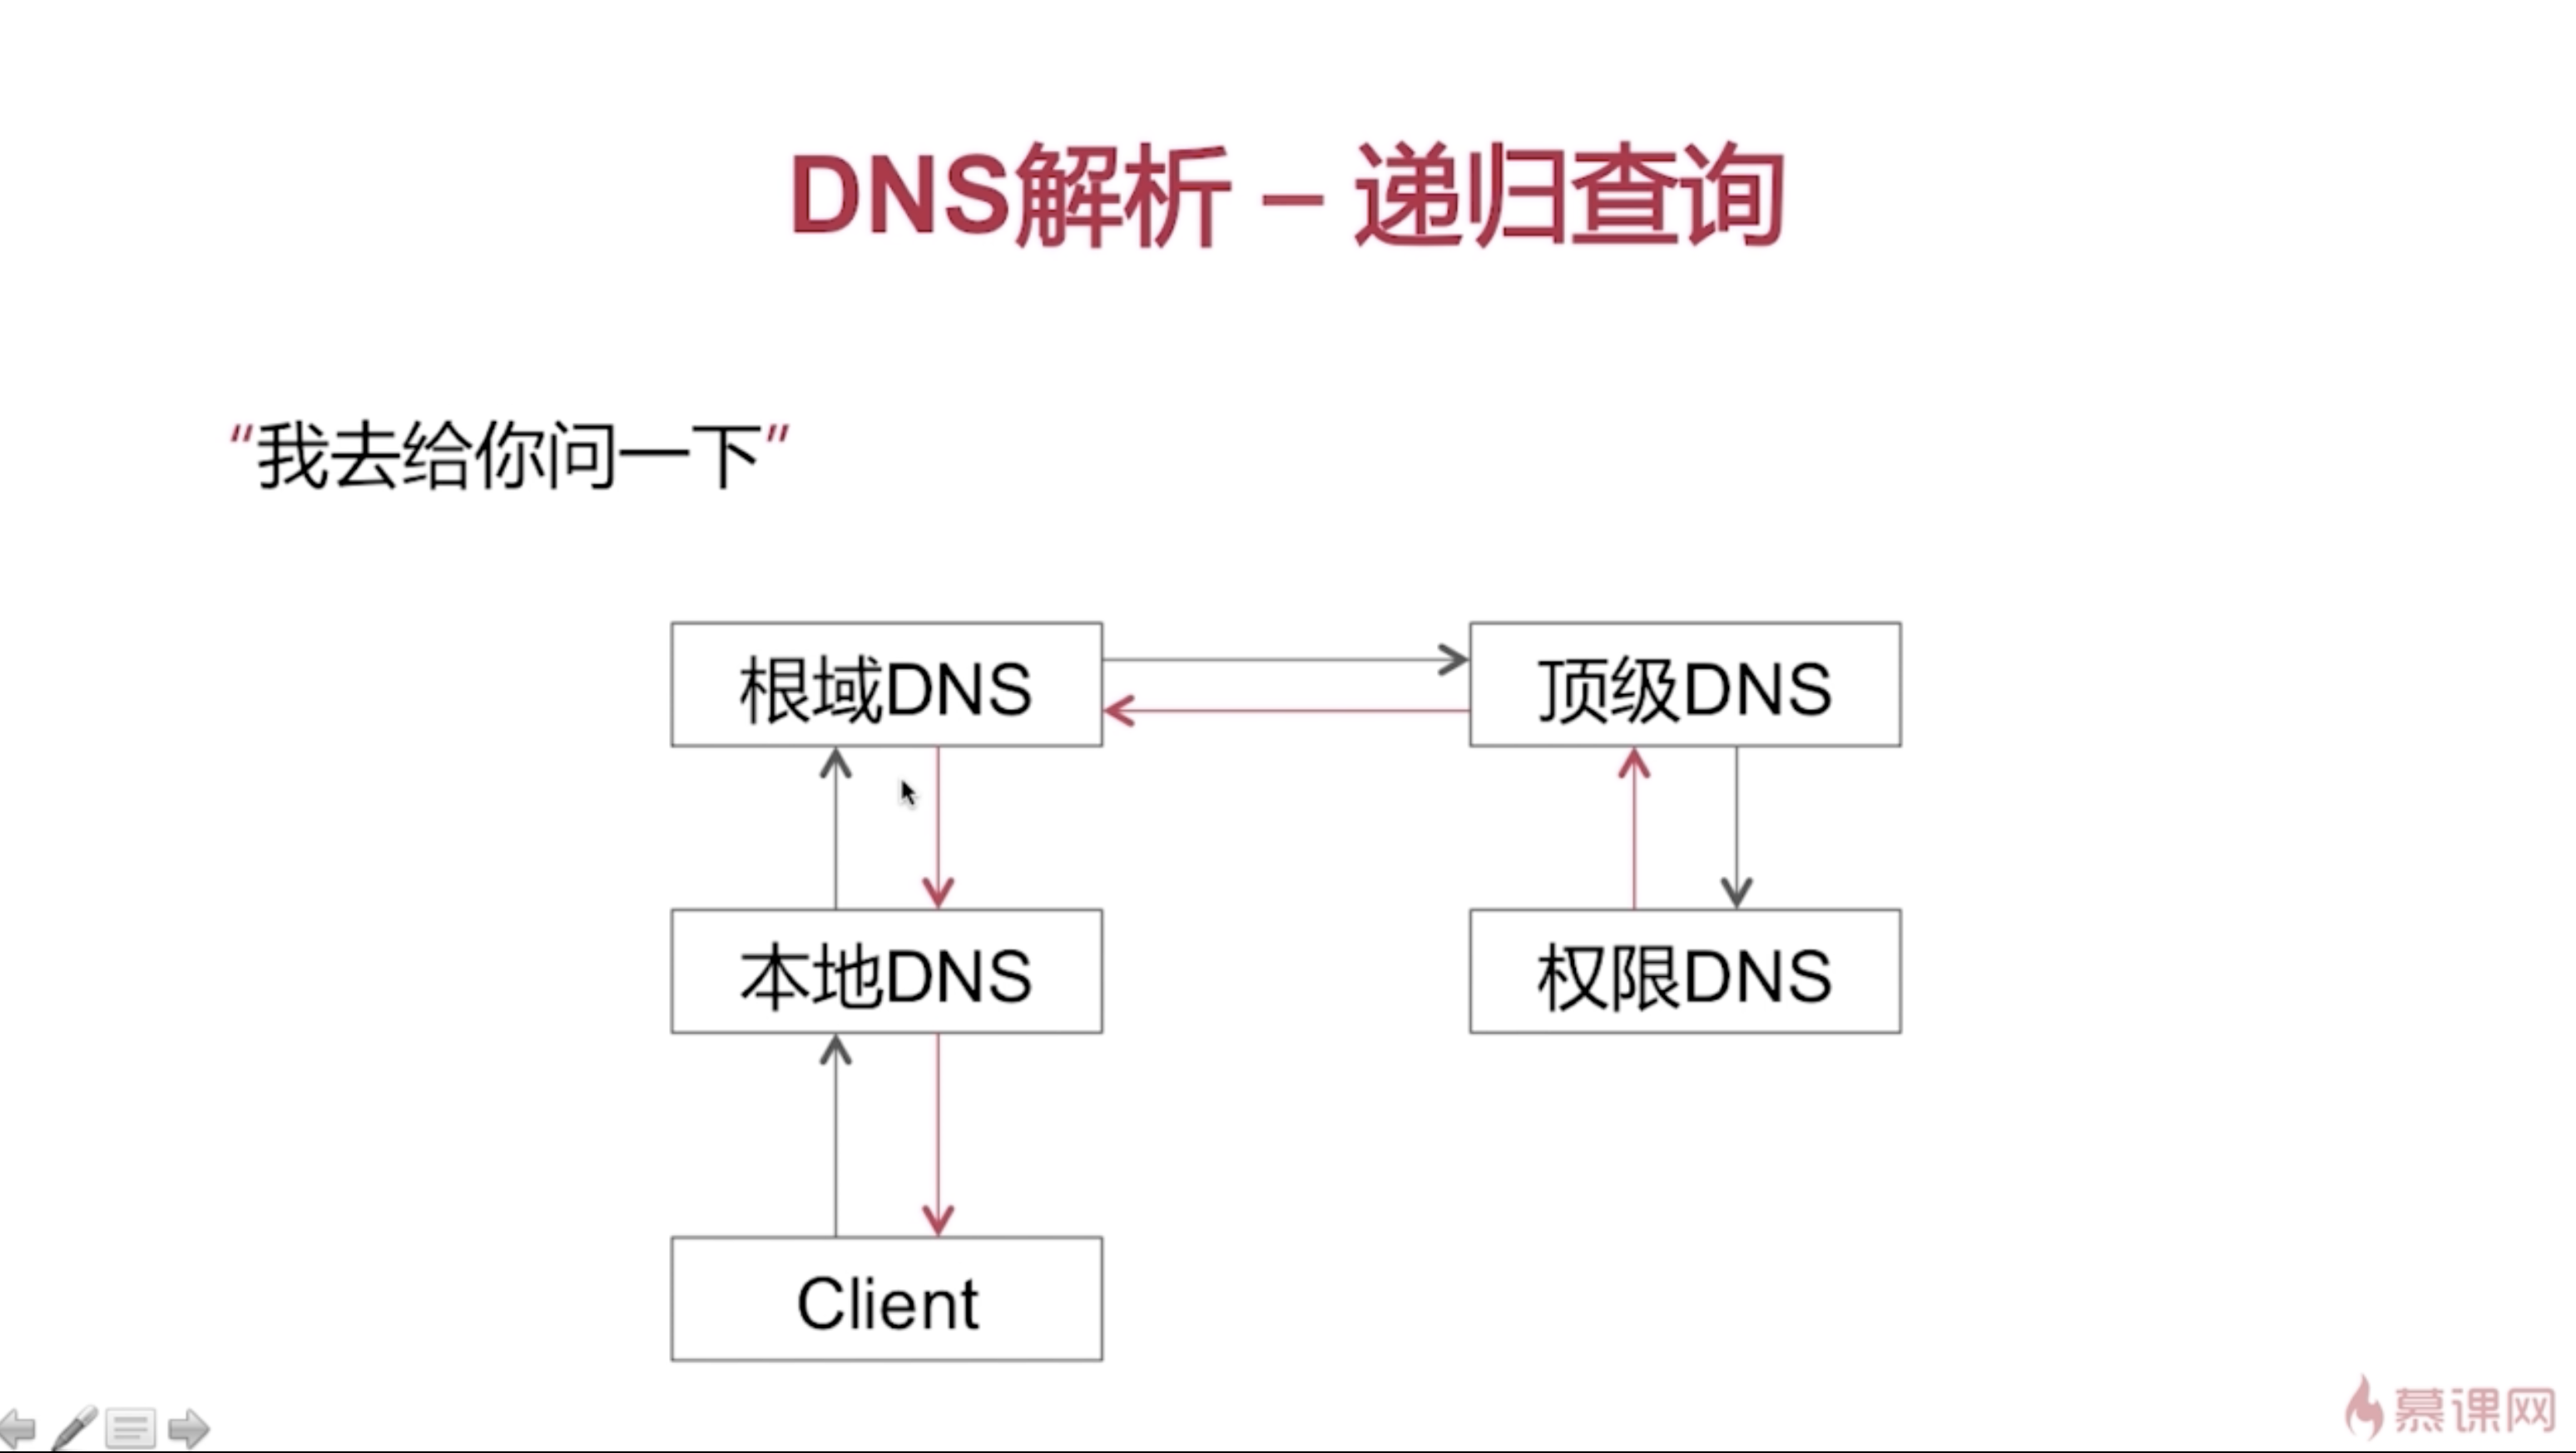 DNS解析 – 递归查询
“我去给你问一下”
根域DNS
顶级DNS
本地DNS
权限DNS
Client
慕课网